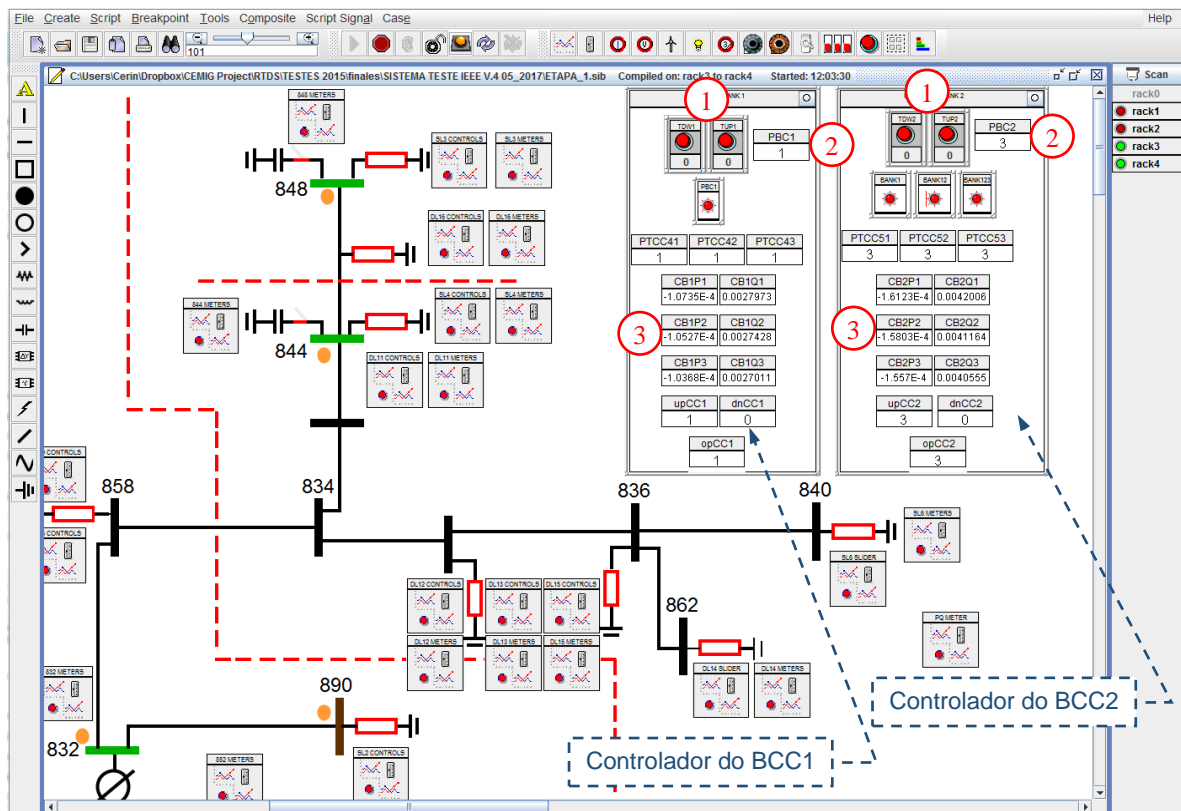 File Create Script Breakpoint Tools Composite Script Signal Case Help
101
C:\Users\Cerin\Dropbox\CEMIG Project\RTDS\TESTES 2015\finales\SISTEMA TESTE IEEE V.4 05_2017\ETAPA_1.sib Compiled on: rack3 to rack4 Started: 12:03:30
Scan
rack0
rack1
rack2
rack3
rack4
848 METERS
SL3 CONTROLS
SL3 METERS
848
DL16 CONTROLS
DL16 METERS
844 METERS
SL4 CONTROLS
SL4 METERS
844
DL11 CONTROLS
DL11 METERS
1
NK 1
TDW1
TUP1
0
0
PBC1
1
2
PBC1
PTCC41
PTCC42
PTCC43
1
1
1
CB1P1
CB1Q1
-1.0735E-4
0.0027973
3
CB1P2
CB1Q2
-1.0527E-4
0.0027428
CB1P3
CB1Q3
-1.0368E-4
0.0027011
upCC1
dnCC1
1
0
opCC1
1
1
NK 2
TDW2
TUP2
0
0
PBC2
3
2
BANK1
BANK12
BANK123
PTCC51
PTCC52
PTCC53
3
3
3
CB2P1
CB2Q1
-1.6123E-4
0.0042006
3
CB2P2
CB2Q2
-1.5803E-4
0.0041164
CB2P3
CB2Q3
-1.557E-4
0.0040555
upCC2
dnCC2
3
0
opCC2
3
CONTROLS
858
834
836
840
CONTROLS
SL6 METERS
SL6 SLIDER
DL12 CONTROLS
DL13 CONTROLS
DL15 CONTROLS
DL12 METERS
DL13 METERS
DL15 METERS
862
PQ METER
DL14 SLIDER
DL14 METERS
832 METERS
890
832
852 METERS
SL2 CONTROLS
Controlador do BCC2
Controlador do BCC1